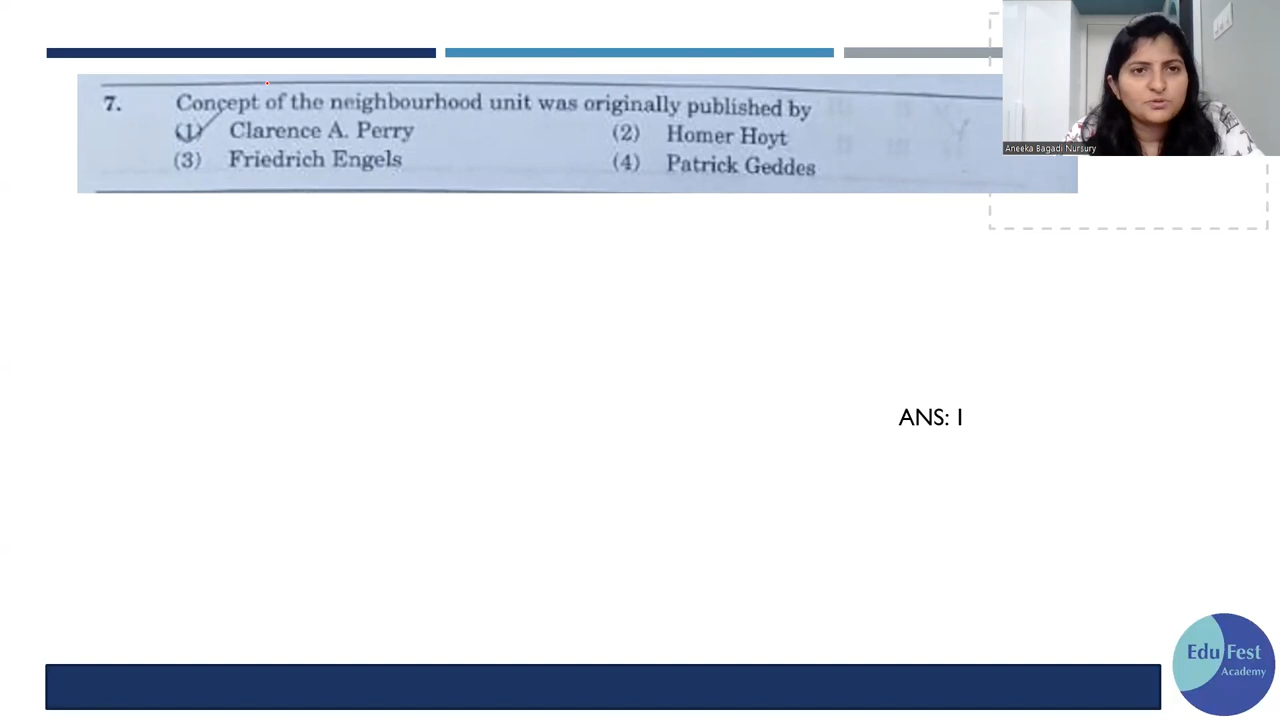 7. Concept of the neighbourhood unit was originally published by
(1) Clarence A. Perry (2) Homer Hoyt
(3) Friedrich Engels (4) Patrick Geddes
Aneeka Bagadi Nursury
ANS: 1
Edu Fest
Academy